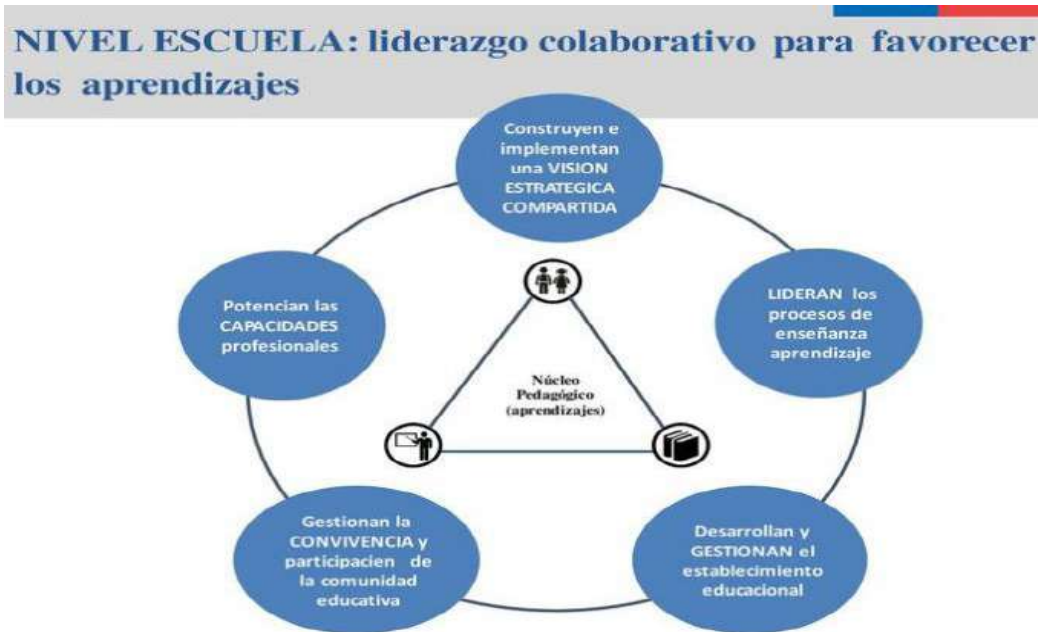 NIVEL ESCUELA: liderazgo colaborativo para favorecer
los aprendizajes
Construyen e
implementan
una VISION
ESTRATEGICA
COMPARTIDA
LIDERAN los
procesos de
enseñanza
aprendizaje
Desarrollan y
GESTIONAN el
establecimiento
educacional
Gestionan la
CONVIVENCIA y
participacien de
la comunidad
educativa
Potencian las
CAPACIDADES
profesionales
Núcleo
Pedagógico
(aprendizajes)